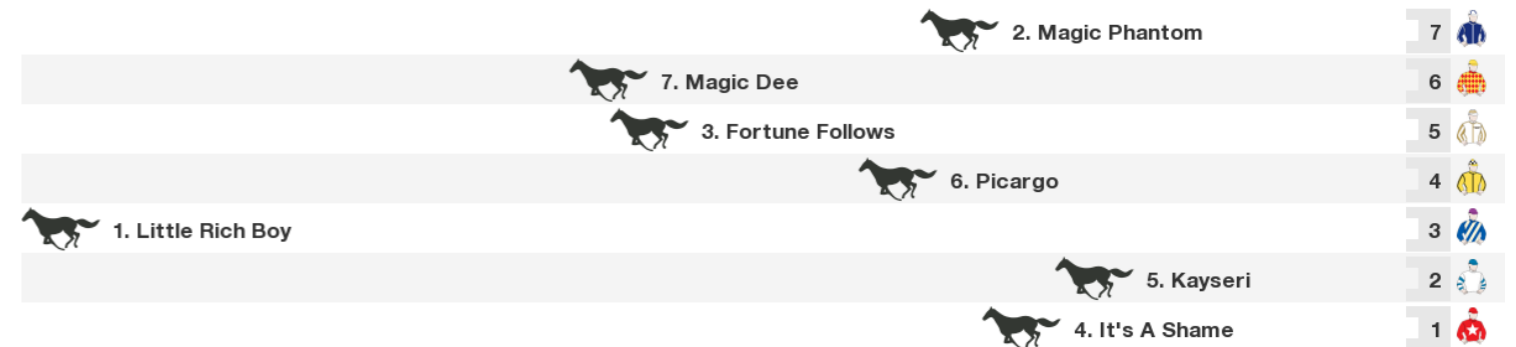 2. Magic Phantom 7
7. Magic Dee 6
3. Fortune Follows 5
6. Picargo 4
1. Little Rich Boy 3
5. Kayseri 2
4. It's A Shame 1